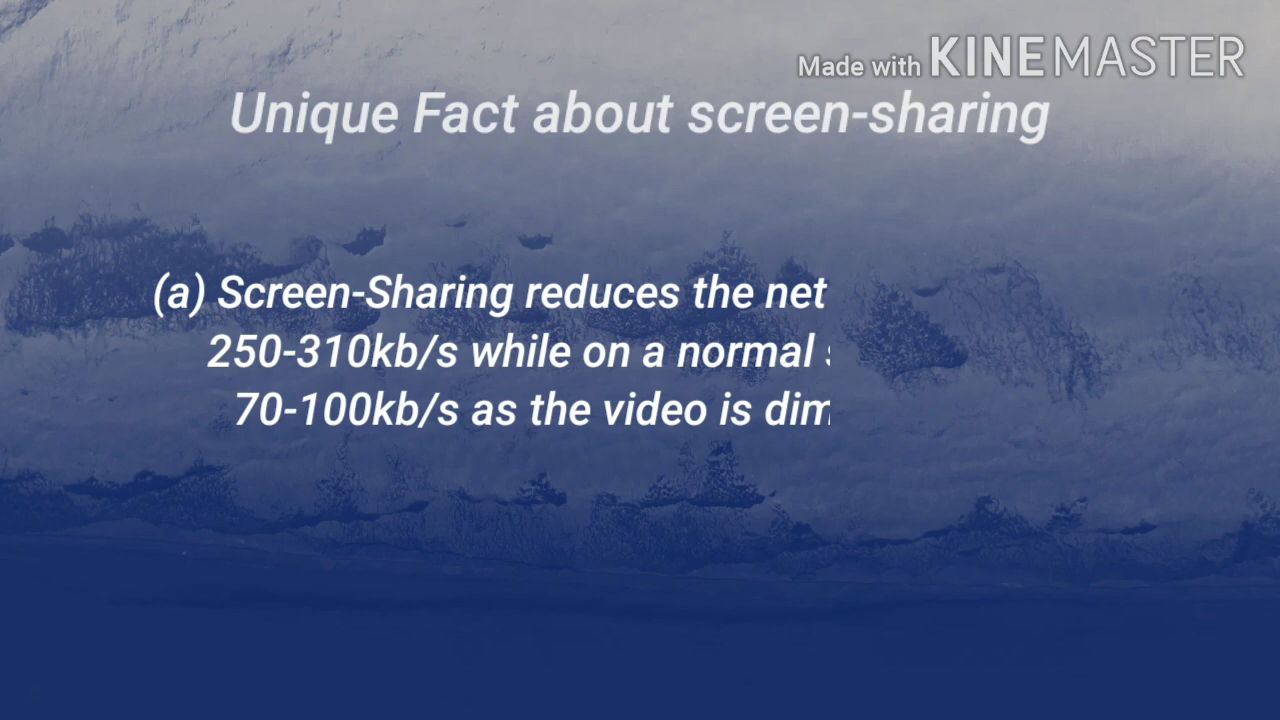 Made with KINEMASTER
Unique Fact about screen-sharing
(a) Screen-Sharing reduces the net
250-310kb/s while on a normal
70-100kb/s as the video is